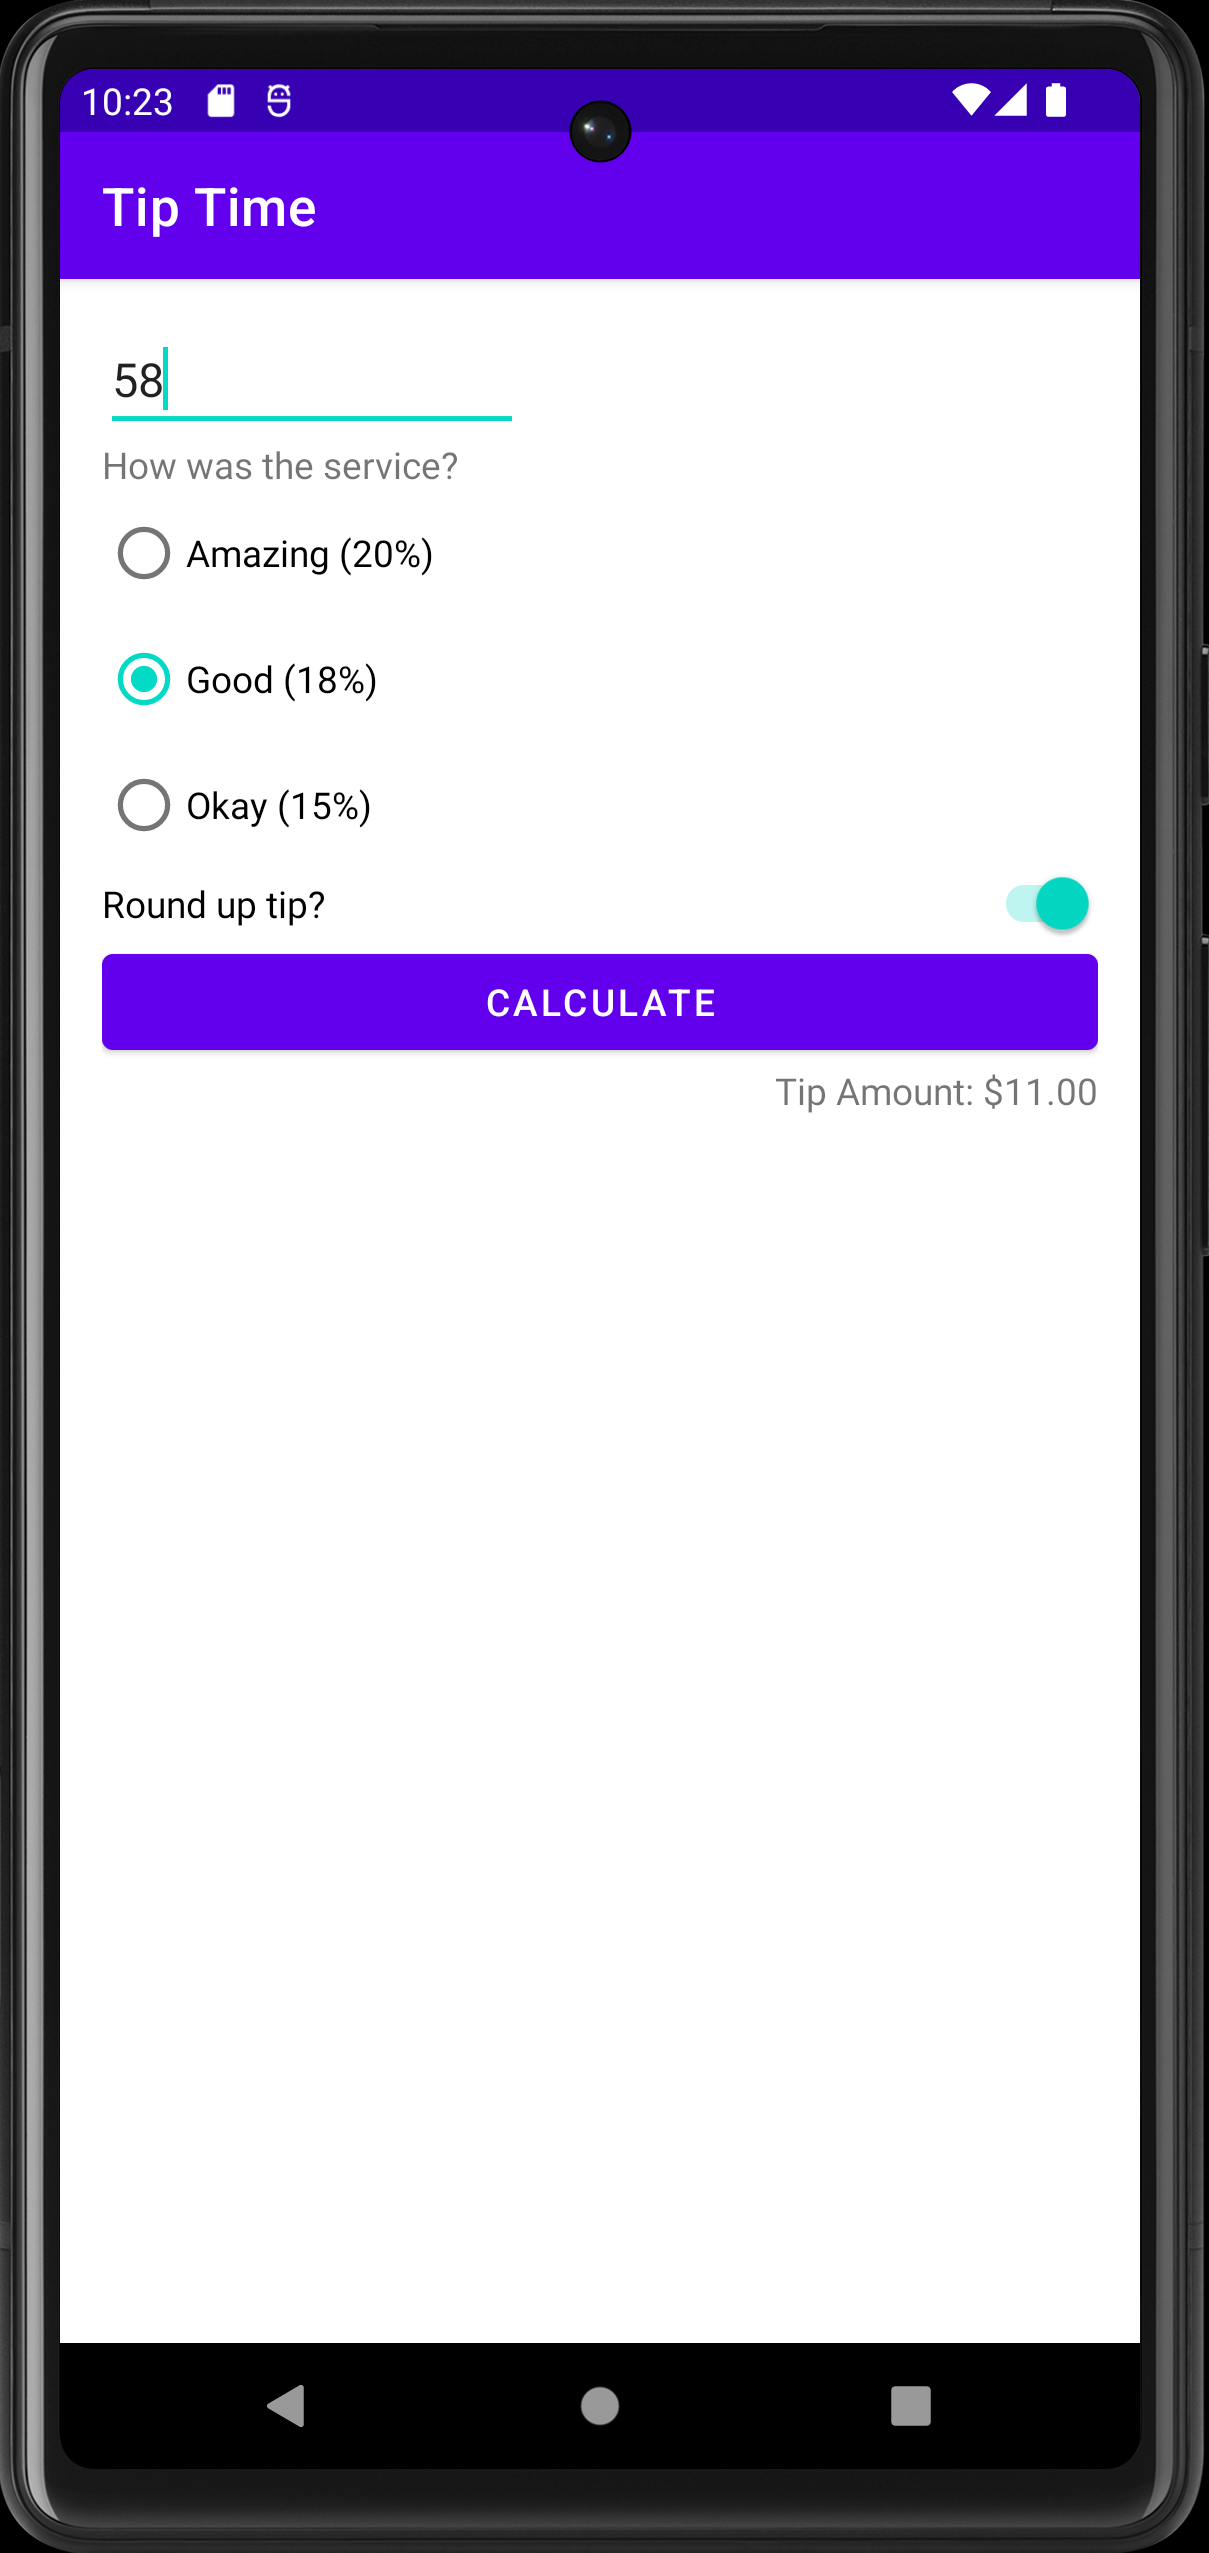 10:23
Tip Time
58
How was the service?
Amazing (20%)
Good (18%)
Okay (15%)
Round up tip?
CALCULATE
Tip Amount: $11.00